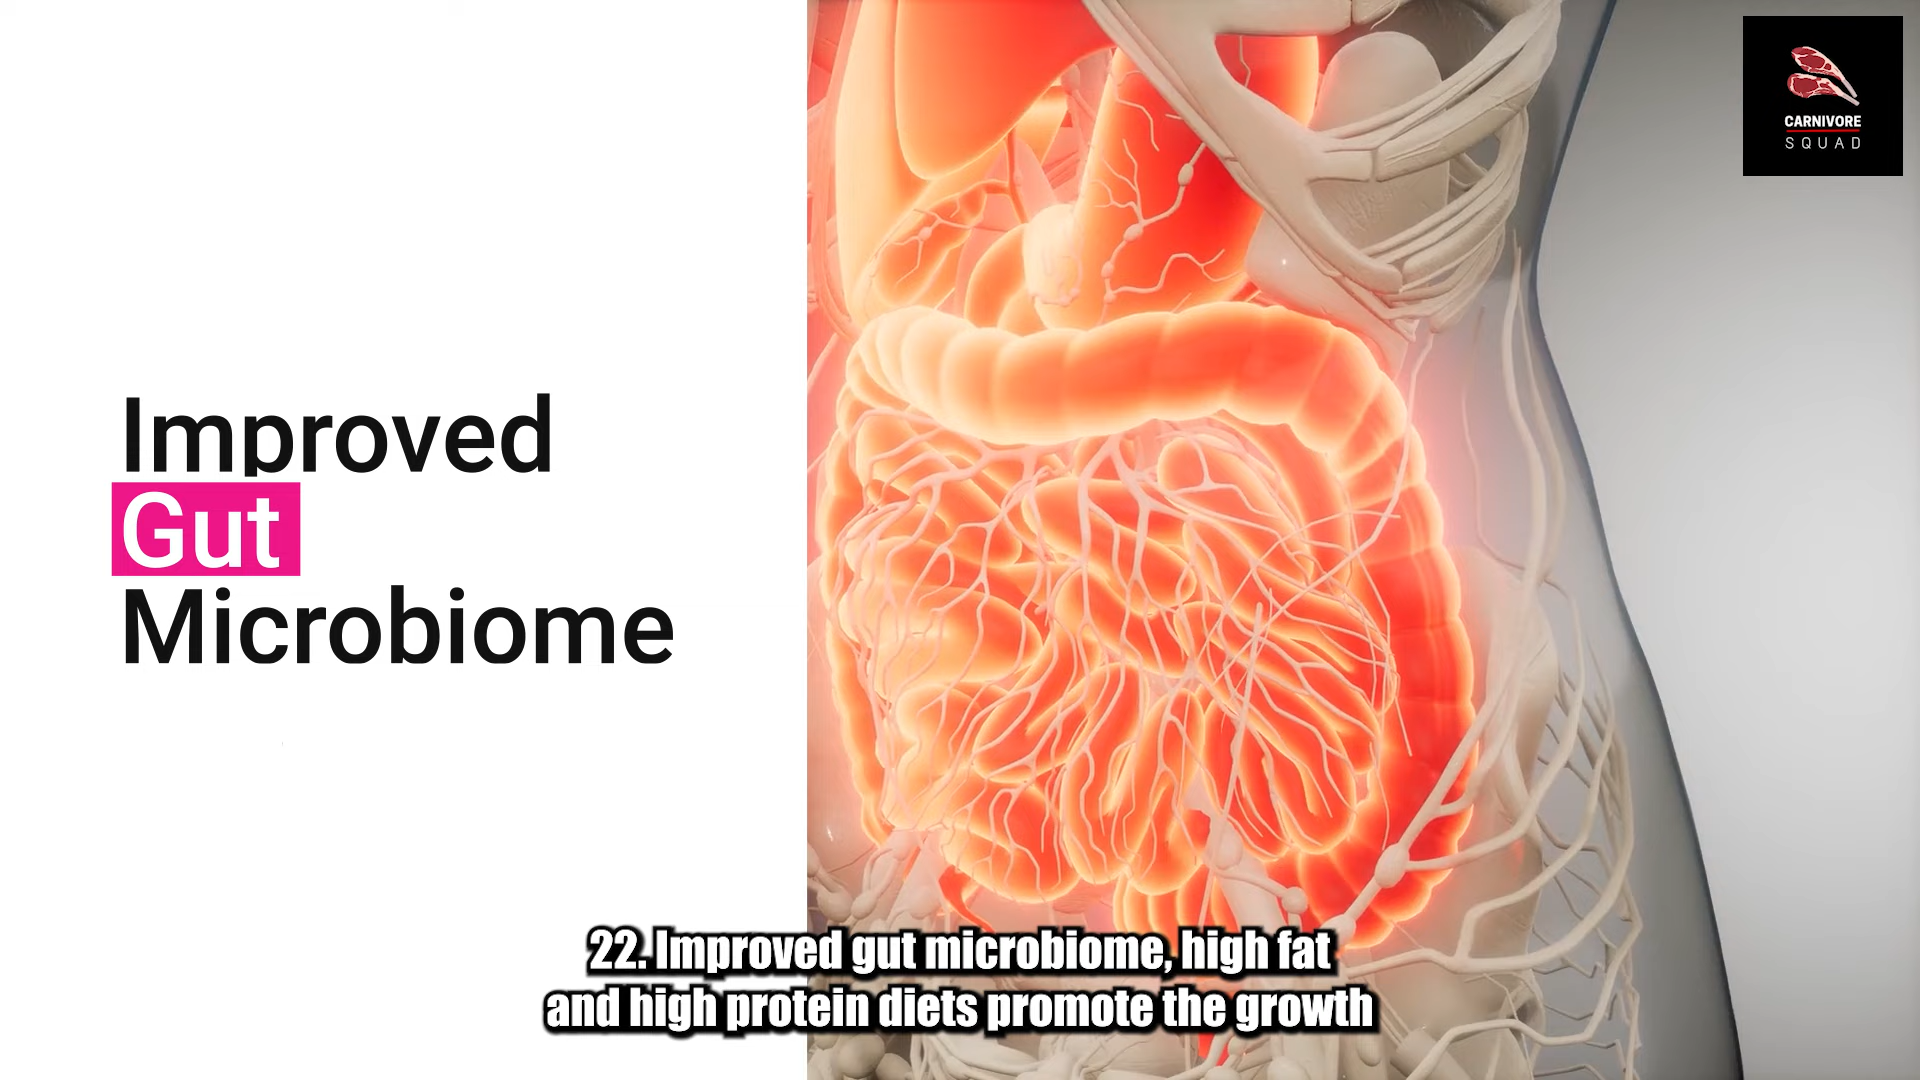 CARNIVORE
SQUAD
Improved
Gut
Microbiome
22. Improved gut microbiome, high fat
and high protein diets promote the growth